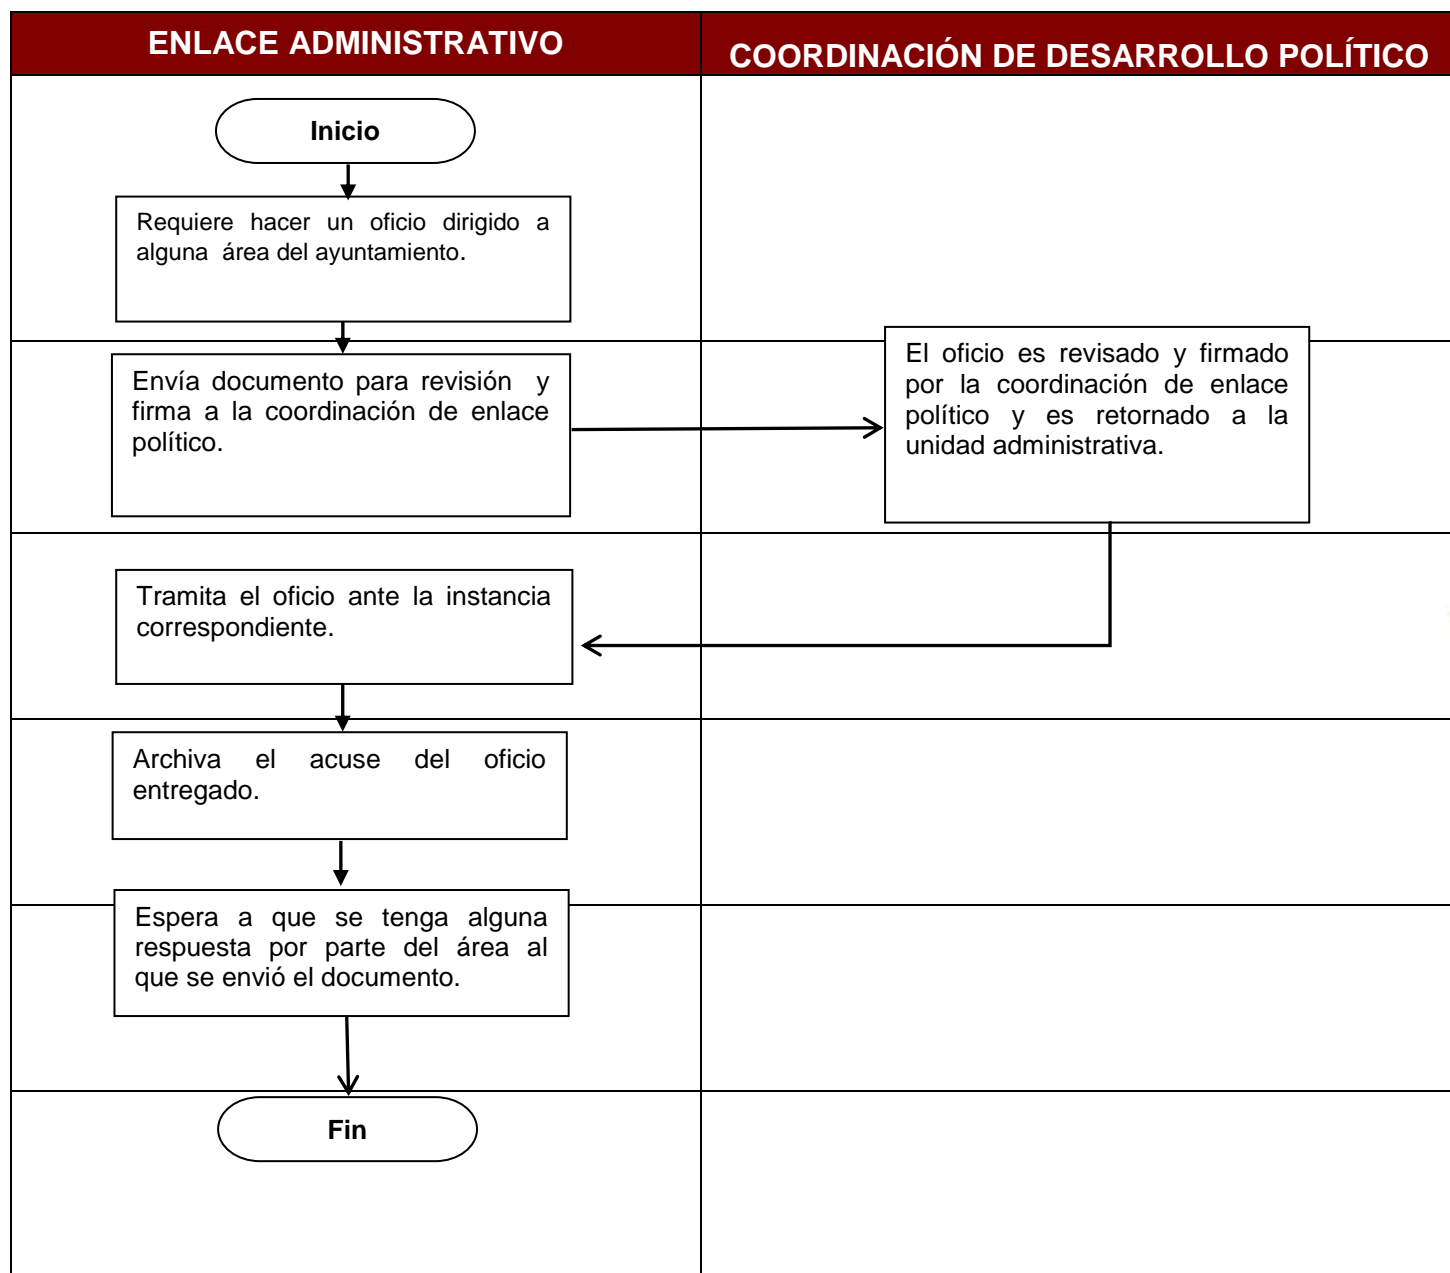 ENLACE ADMINISTRATIVO
COORDINACIÓN DE DESARROLLO POLÍTICO
Inicio
Requiere hacer un oficio dirigido a
alguna área del ayuntamiento.
Envía documento para revisión y
firma a la coordinación de enlace
político.
El oficio es revisado y firmado
por la coordinación de enlace
político y es retornado a la
unidad administrativa.
Tramita el oficio ante la instancia
correspondiente.
Archiva el acuse del oficio
entregado.
Espera a que se tenga alguna
respuesta por parte del área al
que se envió el documento.
Fin